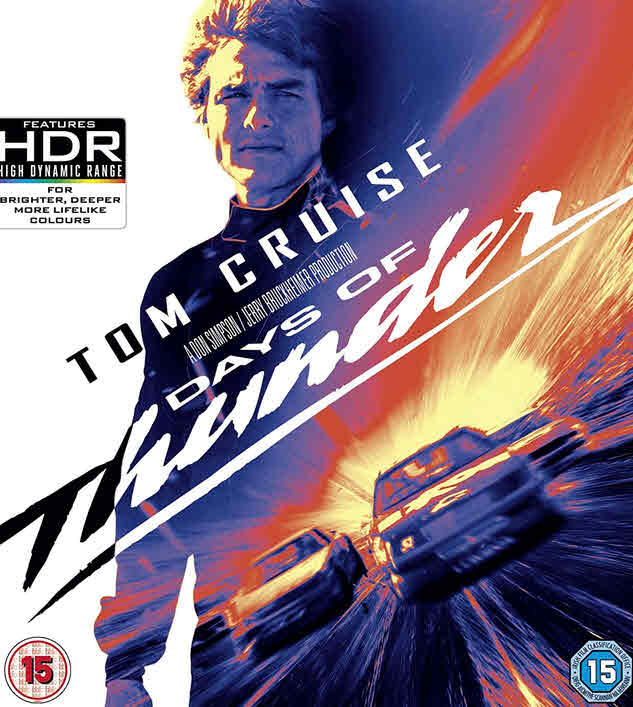 FEATURES
HDR
HIGH DYNAMIC RANGE
FOR
BRIGHTER, DEEPER
MORE LIFELIKE
COLOURS
TOM CRUISE
A DON SIMPSON / JERRY BRUCKHEIMER PRODUCTION
DAYS OF
Thunder
15
15